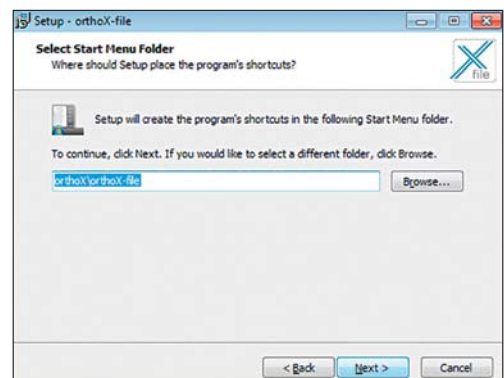 Setup - orthoX-file
Select Start Menu Folder
Where should Setup place the program's shortcuts?
X
file
Setup will create the program's shortcuts in the following Start Menu folder.
To continue, click Next. If you would like to select a different folder, click Browse.
orthoX\orthoX-file
Browse...
< Back
Next >
Cancel